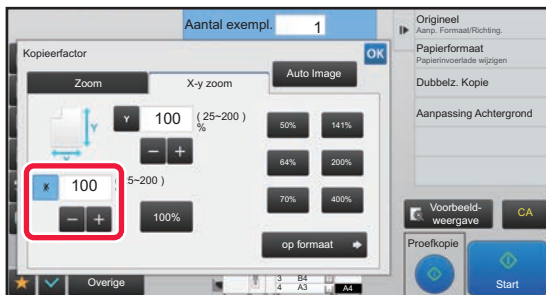 Aantal exempl. 1
Kopieerfactor
OK
Zoom
X-y zoom
Auto Image
Y
Y 100 (25~200)
%
X 100 5~200)
100%
50% 141%
64% 200%
70% 400%
op formaat
Overige
3 B4
4 A3
A4
Origineel
Aanp. Formaat/Richting.
Papierformaat
Papierinvoerlade wijzigen
Dubbelz. Kopie
Aanpassing Achtergrond
Voorbeeld-
weergave
CA
Proefkopie
Start